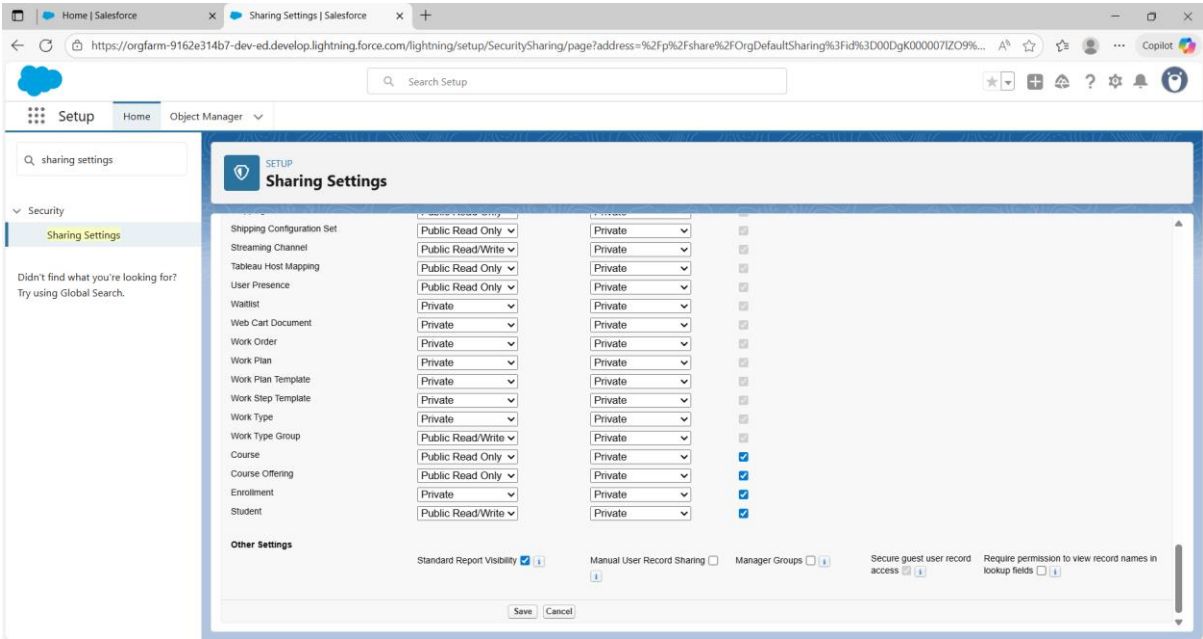 Home | Salesforce
Sharing Settings | Salesforce
https://orgfarm-9162e314b7-dev-ed.develop.lightning.force.com/lightning/setup/SecuritySharing/page?address=%2Fp%2Fshare%2FOrgDefaultSharing%3Fid%3D00DgK000007lZO9%...
Copilot
Search Setup
Setup Home Object Manager
sharing settings
Security
Sharing Settings
Didn't find what you're looking for?
Try using Global Search.
SETUP
Sharing Settings
Shipping Configuration Set Public Read Only Private
Streaming Channel Public Read/Write Private
Tableau Host Mapping Public Read Only Private
User Presence Public Read Only Private
Waitlist Private Private
Web Cart Document Private Private
Work Order Private Private
Work Plan Private Private
Work Plan Template Private Private
Work Step Template Private Private
Work Type Private Private
Work Type Group Public Read/Write Private
Course Public Read Only Private
Course Offering Public Read Only Private
Enrollment Private Private
Student Public Read/Write Private
Other Settings
Standard Report Visibility Manual User Record Sharing Manager Groups Secure guest user record access Require permission to view record names in lookup fields
Save Cancel